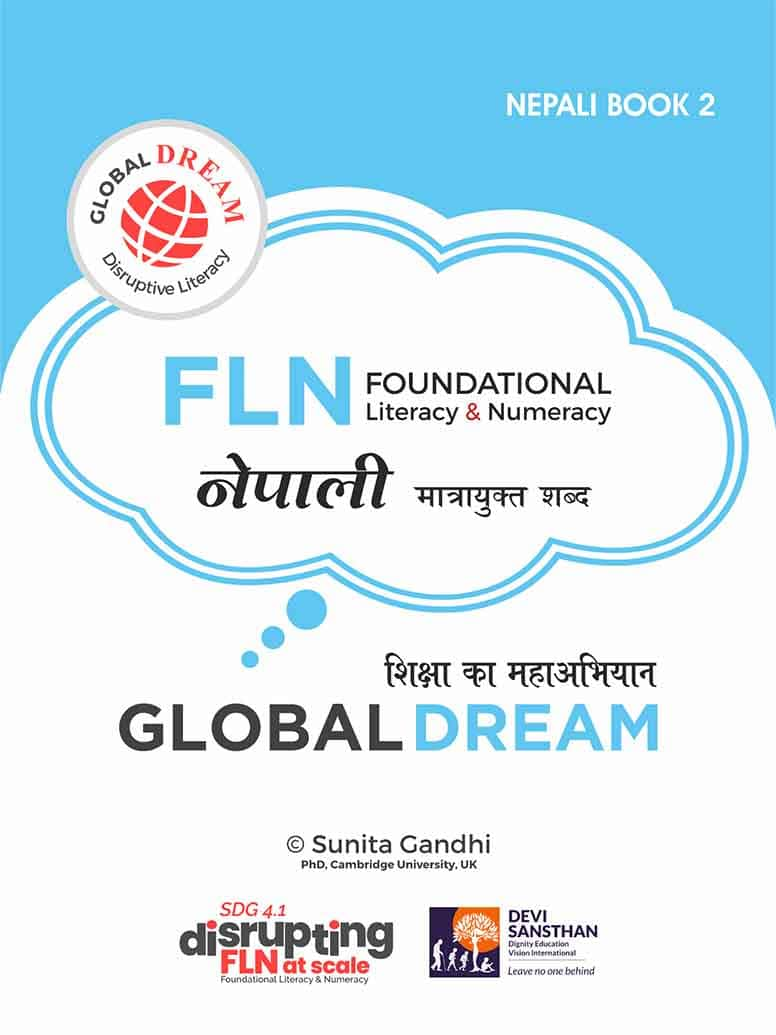 NEPALI BOOK 2
GLOBAL DREAM
Disruptive Literacy
FLN FOUNDATIONAL
Literacy & Numeracy
नेपाली मात्रायुक्त शब्द
शिक्षा का महाअभियान
GLOBAL DREAM
© Sunita Gandhi
PhD, Cambridge University, UK
SDG 4.1
disrupting
FLN at scale
Foundational Literacy & Numeracy
DEVI
SANSTHAN
Dignity Education
Vision International
Leave no one behind